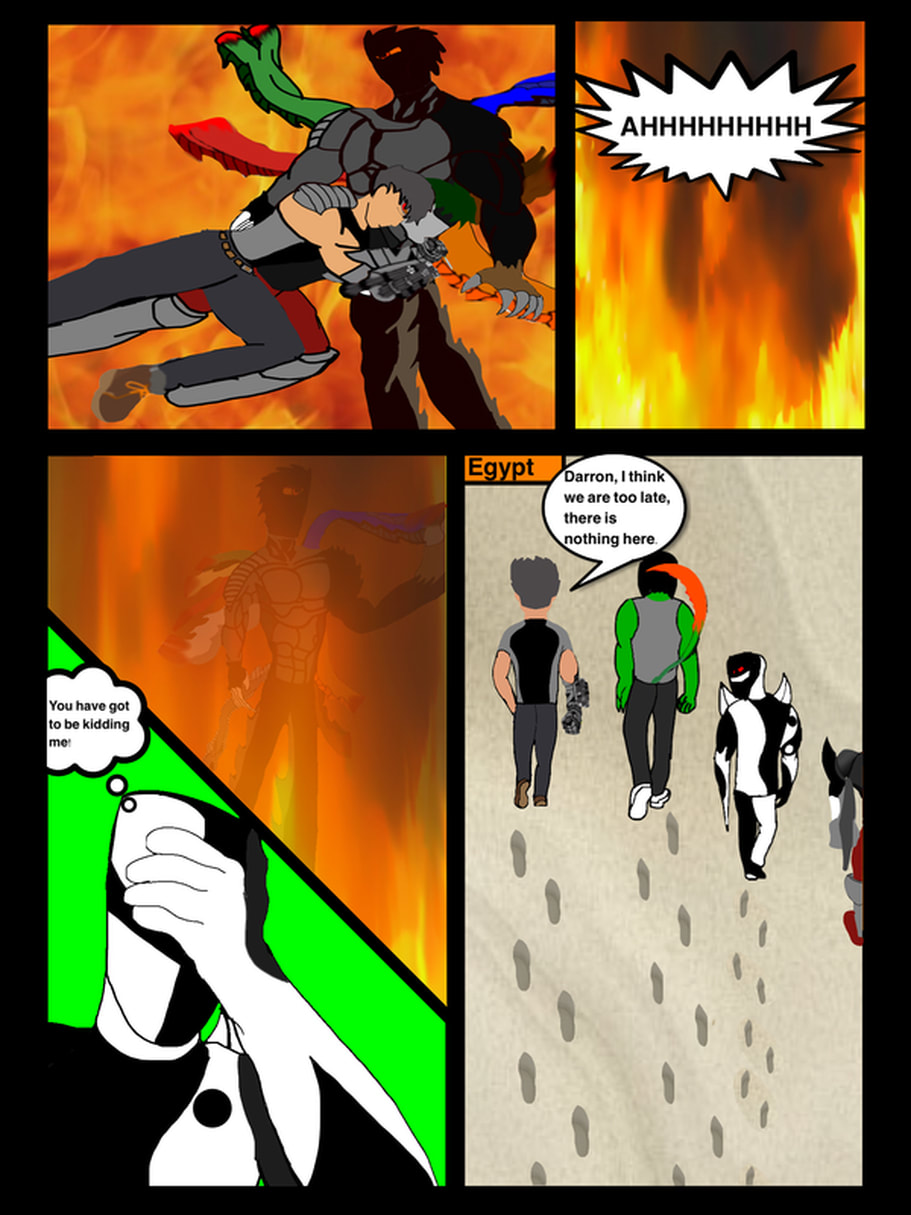 AHHHHHHHHH
You have got
to be kidding
me!
Egypt
Darron, I think
we are too late,
there is
nothing here.